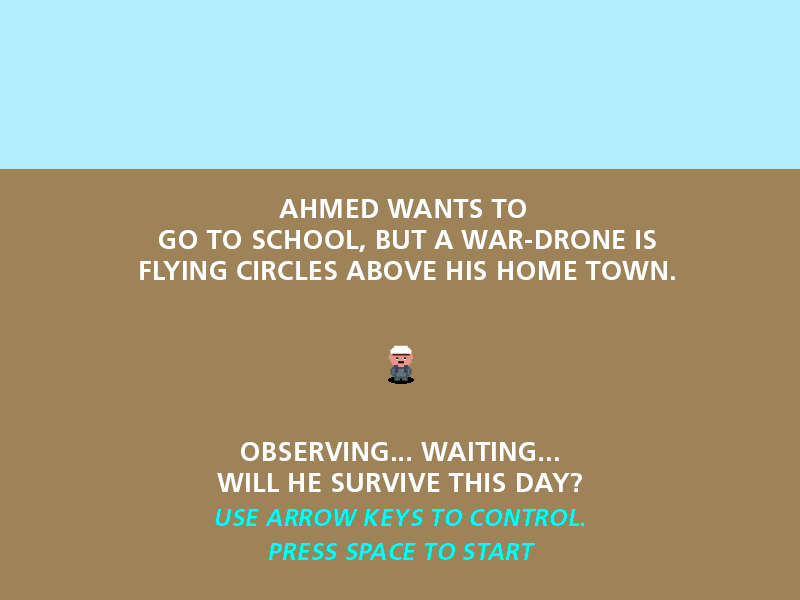 AHMED WANTS TO
GO TO SCHOOL, BUT A WAR-DRONE IS
FLYING CIRCLES ABOVE HIS HOME TOWN.
OBSERVING... WAITING...
WILL HE SURVIVE THIS DAY?
USE ARROW KEYS TO CONTROL.
PRESS SPACE TO START